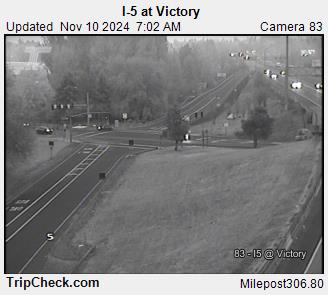 I-5 at Victory
Updated Nov 10 2024 7:02 AM
Camera 83
83 - I5 @ Victory
TripCheck.com
Milepost306.80